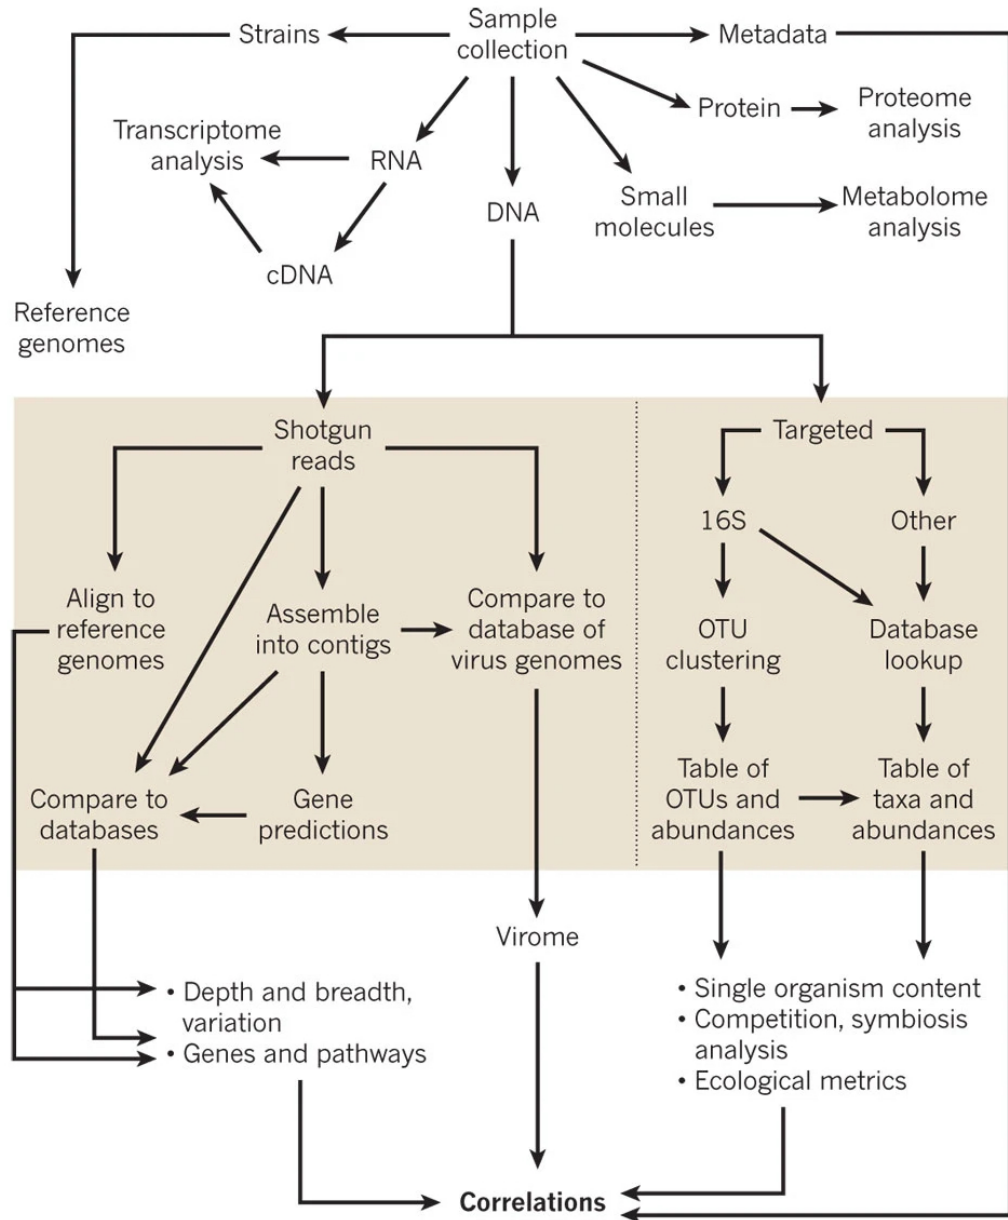 Sample
collection
Strains
Metadata
Protein
Proteome
analysis
Transcriptome
analysis
RNA
DNA
Small
molecules
Metabolome
analysis
cDNA
Reference
genomes
Shotgun
reads
Targeted
16S
Other
Align to
reference
genomes
Assemble
into contigs
Compare to
database of
virus genomes
OTU
clustering
Database
lookup
Compare to
databases
Gene
predictions
Table of
OTUs and
abundances
Table of
taxa and
abundances
Virome
• Depth and breadth,
variation
• Genes and pathways
• Single organism content
• Competition, symbiosis
analysis
• Ecological metrics
Correlations